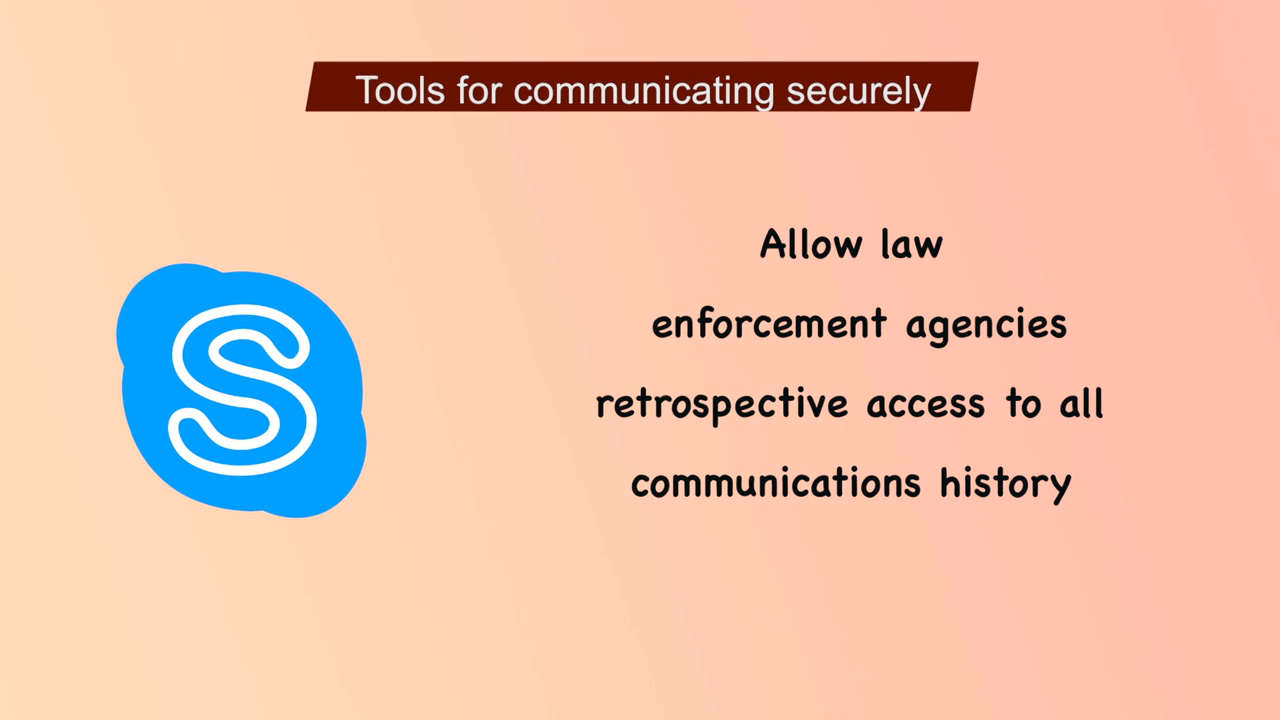 Tools for communicating securely
S
Allow law
enforcement agencies
retrospective access to all
communications history